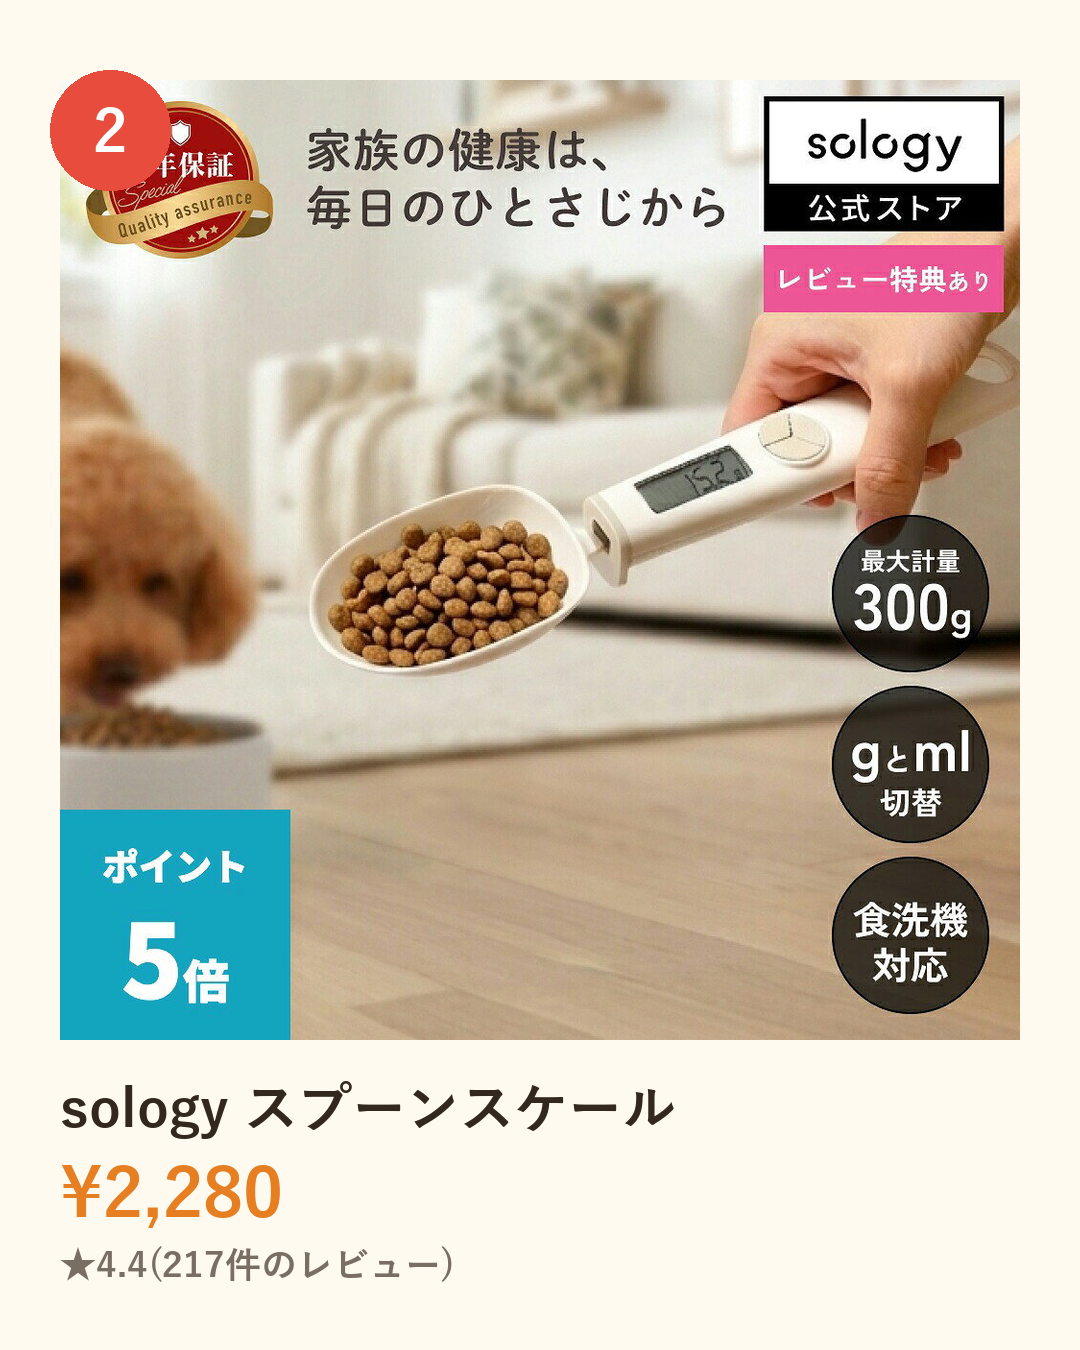 2
年保証
Special
Quality assurance
家族の健康は、
毎日のひとさじから
sology
公式ストア
レビュー特典あり
15.2g
最大計量
300g
gとml
切替
食洗機
対応
ポイント
5倍
sology スプーンスケール
¥2,280
★4.4(217件のレビュー)